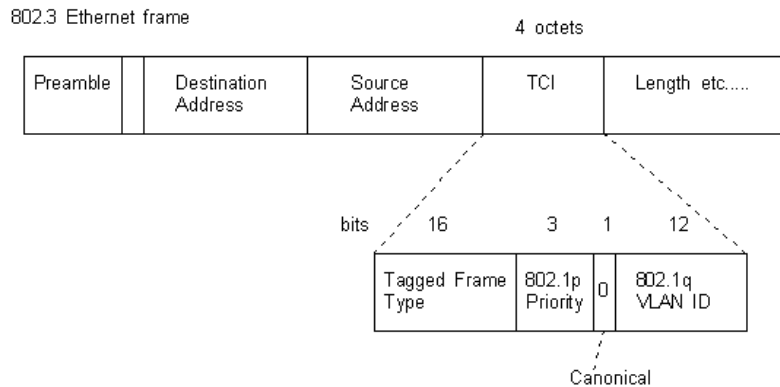 802.3 Ethernet frame
4 octets
Preamble
Destination
Address
Source
Address
TCI
Length etc.....
bits 16 3 1 12
Tagged Frame
Type
802.1p
Priority
0
802.1q
VLAN ID
Canonical